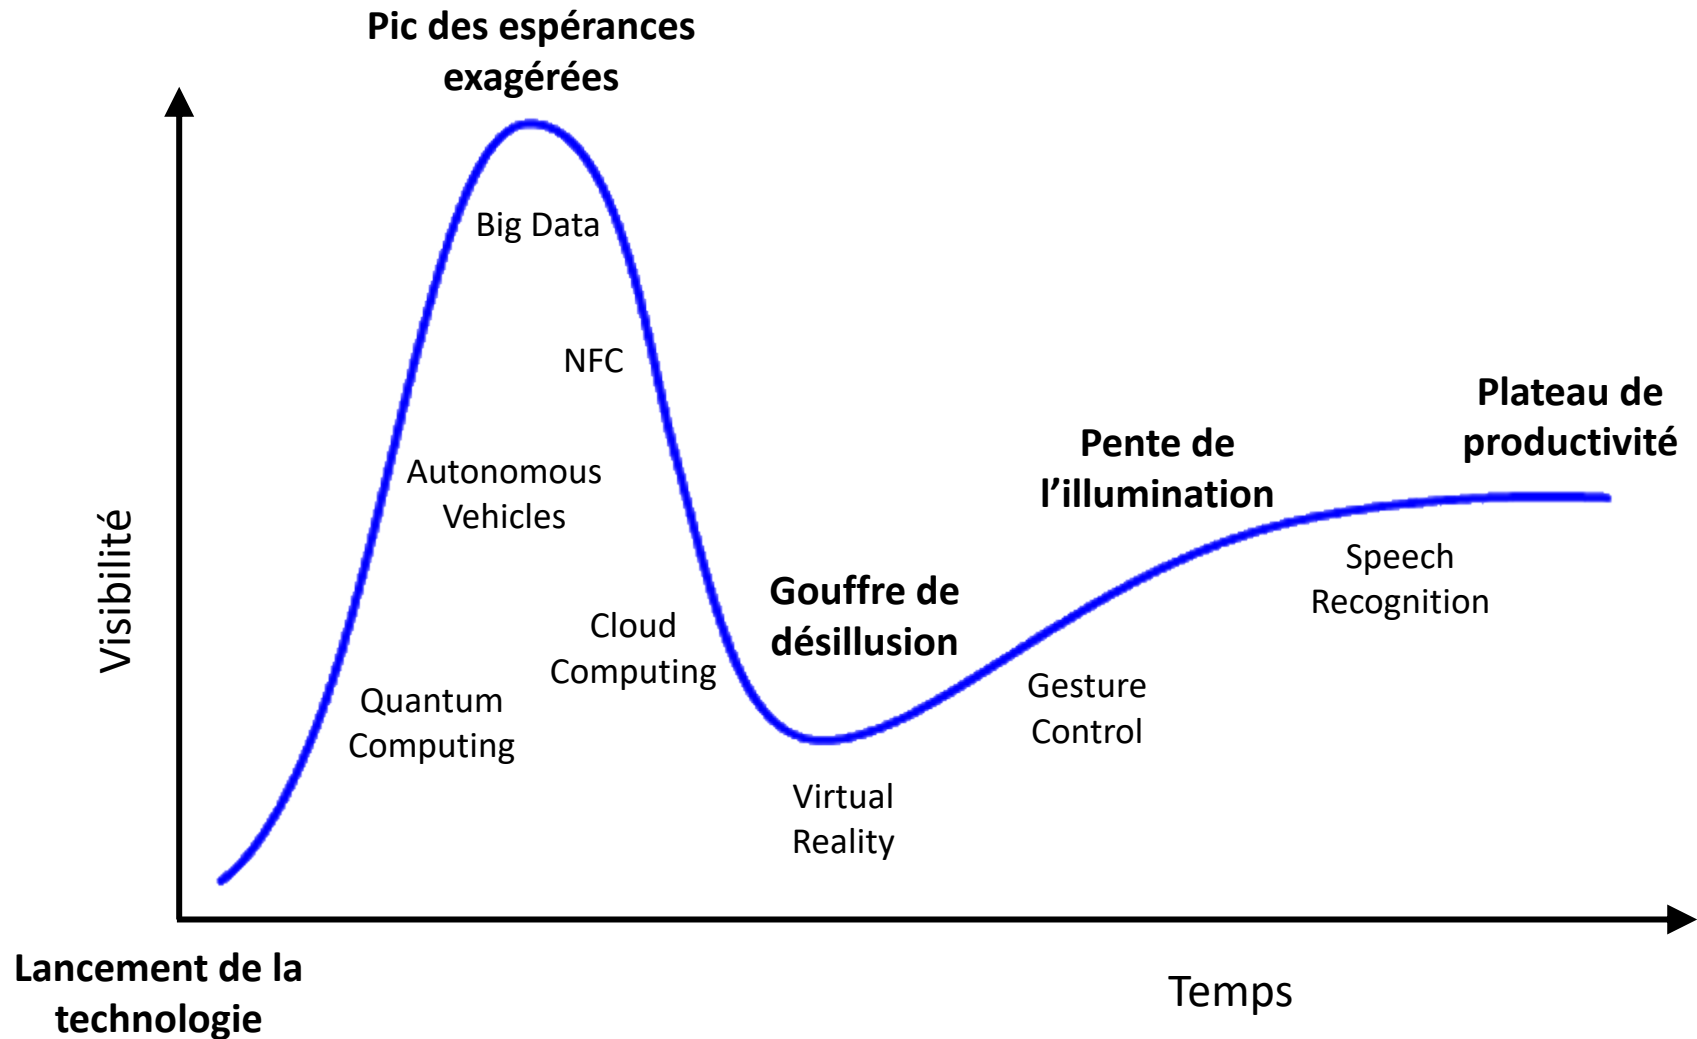 Pic des espérances
exagérées
Big Data
NFC
Autonomous
Vehicles
Cloud
Computing
Quantum
Computing
Gouffre de
désillusion
Virtual
Reality
Pente de
l’illumination
Gesture
Control
Plateau de
productivité
Speech
Recognition
Visibilité
Lancement de la
technologie
Temps